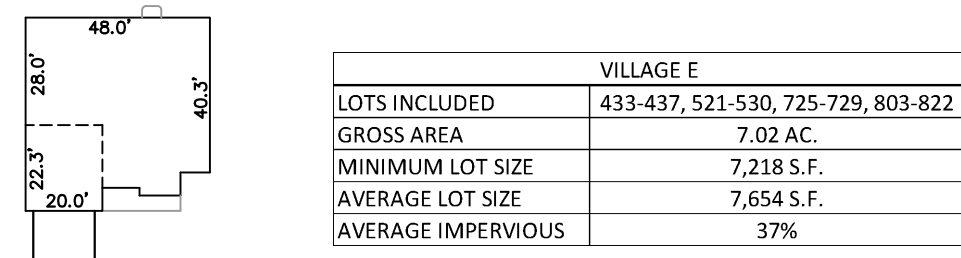 48.0'
28.0'
40.3'
22.3'
20.0'
VILLAGE E
LOTS INCLUDED 433-437, 521-530, 725-729, 803-822
GROSS AREA 7.02 AC.
MINIMUM LOT SIZE 7,218 S.F.
AVERAGE LOT SIZE 7,654 S.F.
AVERAGE IMPERVIOUS 37%